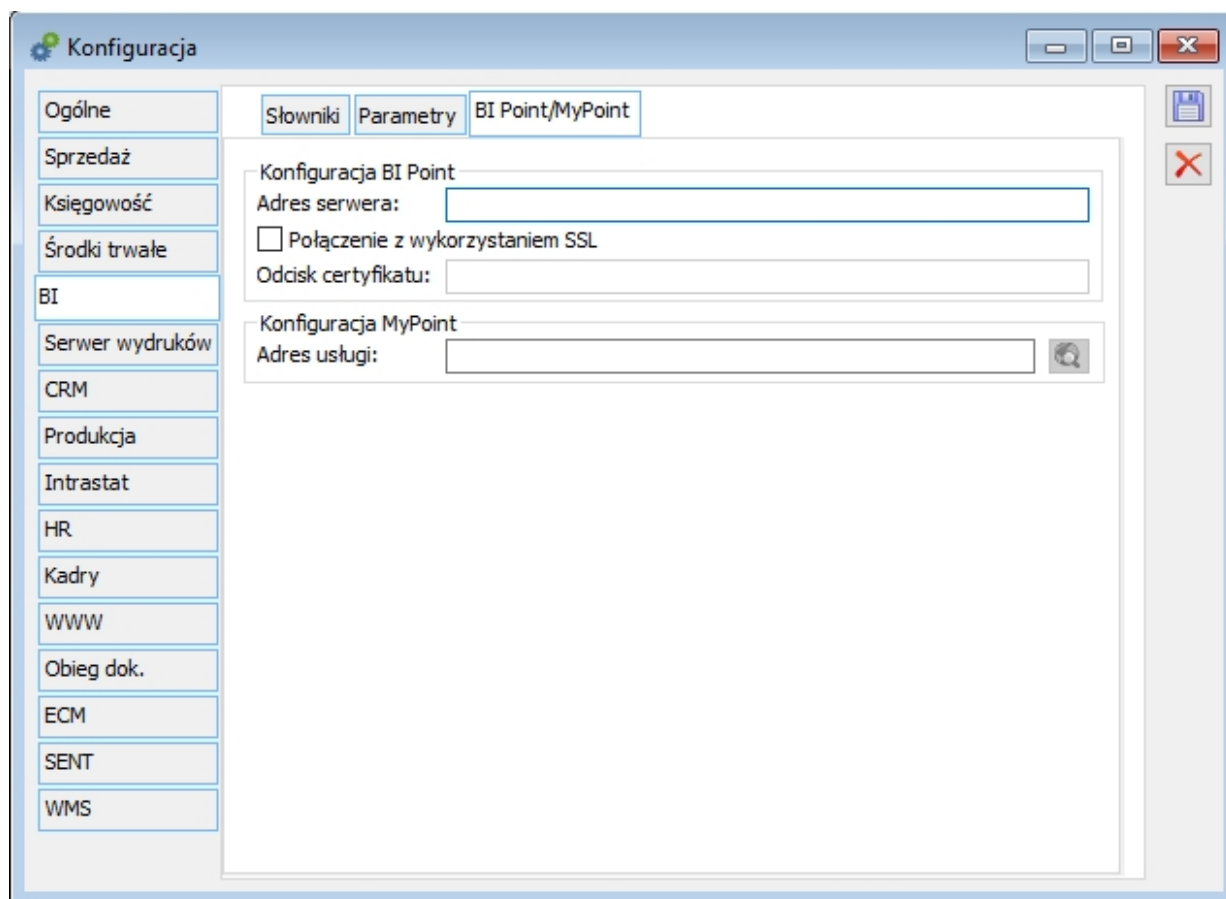 Konfiguracja
Ogólne
Sprzedaż
Księgowość
Środki trwałe
BI
Serwer wydruków
CRM
Produkcja
Intrastat
HR
Kadry
WWW
Obieg dok.
ECM
SENT
WMS
Słowniki Parametry BI Point/MyPoint
Konfiguracja BI Point
Adres serwera:
Połączenie z wykorzystaniem SSL
Odcisk certyfikatu:
Konfiguracja MyPoint
Adres usługi: